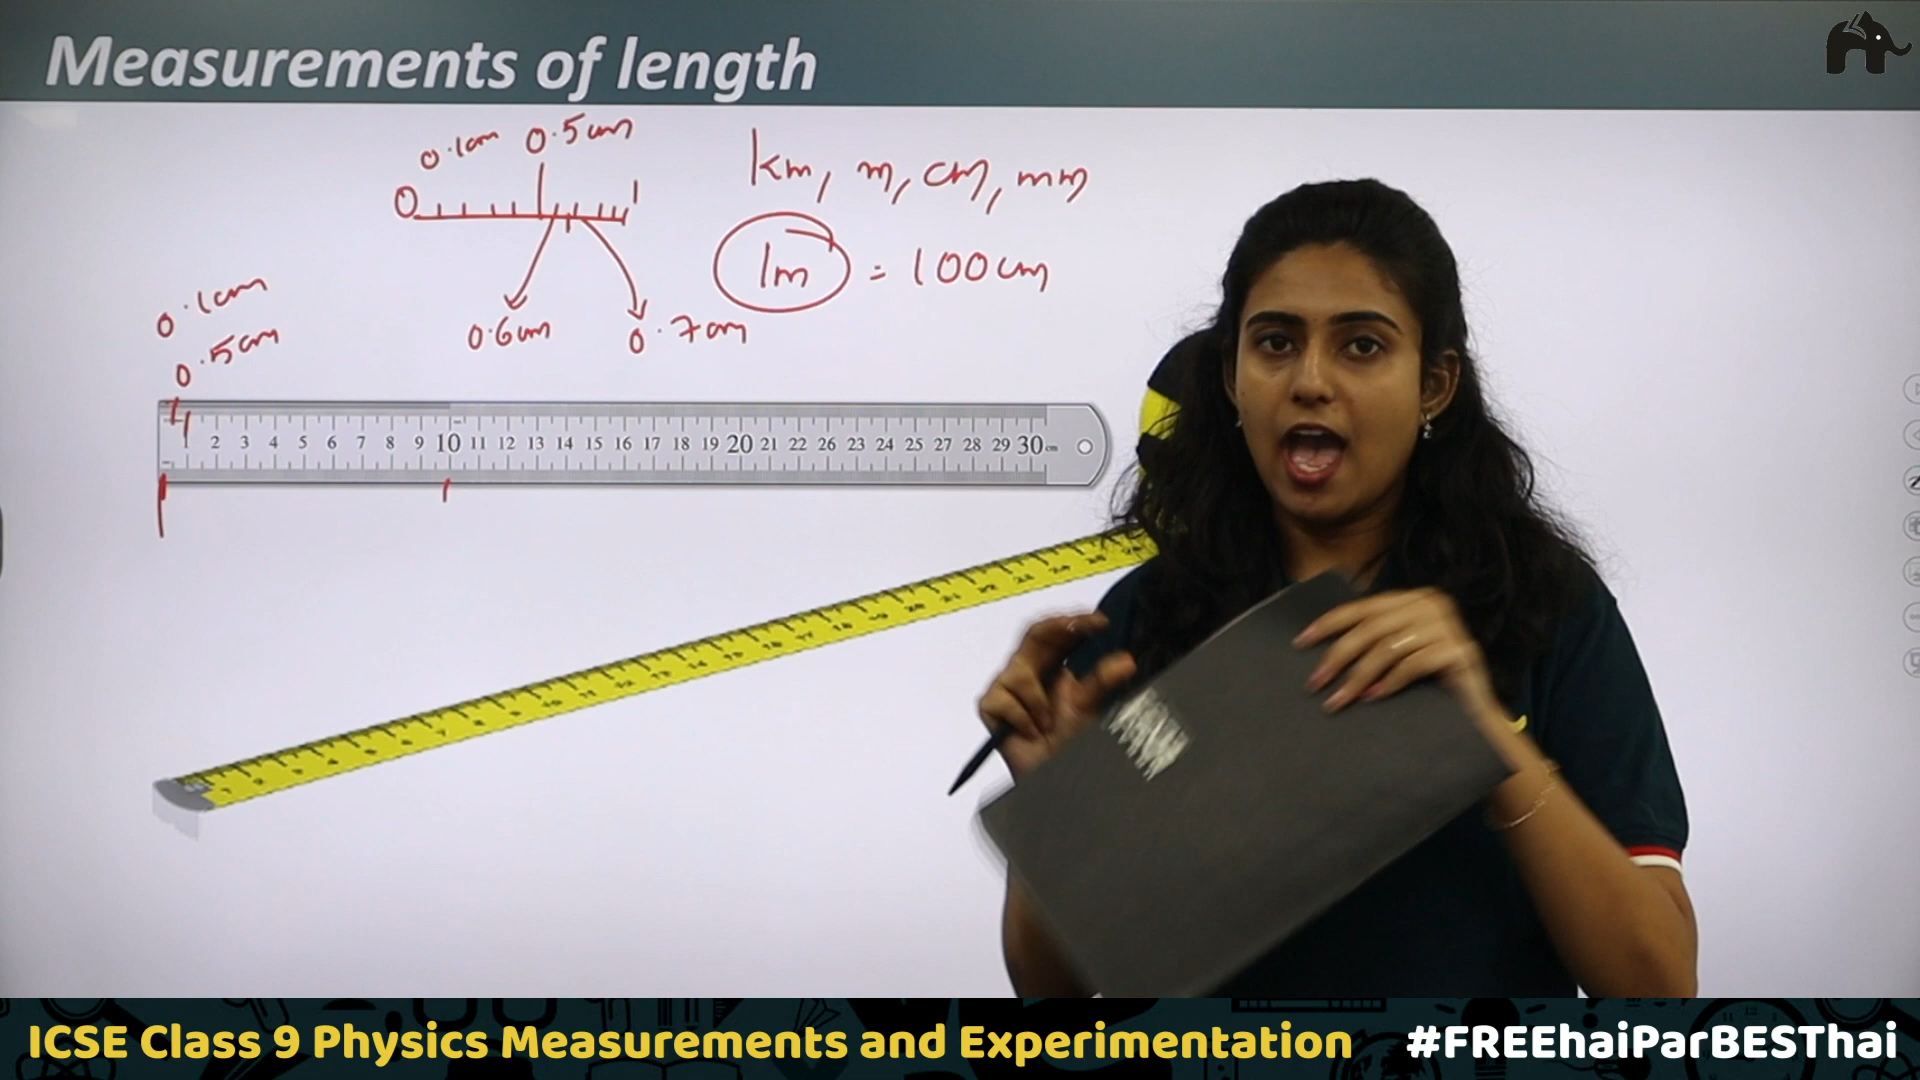 Measurements of length
0.1cm 0.5cm
0 1
km, m, cm, mm
1m = 100cm
0.6cm 0.7cm
0.1cm
0.5cm
1 2 3 4 5 6 7 8 9 10 11 12 13 14 15 16 17 18 19 20 21 22 26 23 24 25 27 28 29 30 cm
ICSE Class 9 Physics Measurements and Experimentation #FREEhaiParBESThai